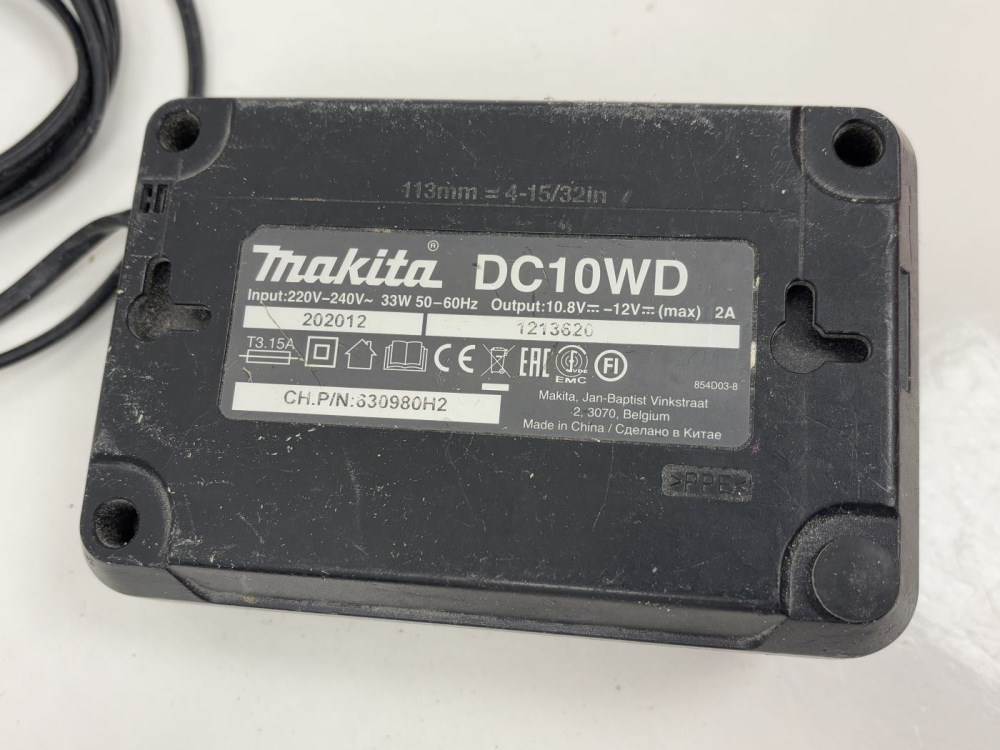 113mm = 4-15/32in
makita® DC10WD
Input:220V–240V~ 33W 50–60Hz Output:10.8V⎓ –12V⎓ (max) 2A
202012 1213620
T3.15A
CE EAC VDE EMC FI
854D03-8
CH.P/N:630980H2
Makita, Jan-Baptist Vinkstraat
2, 3070, Belgium
Made in China / Сделано в Китае
>PPE<